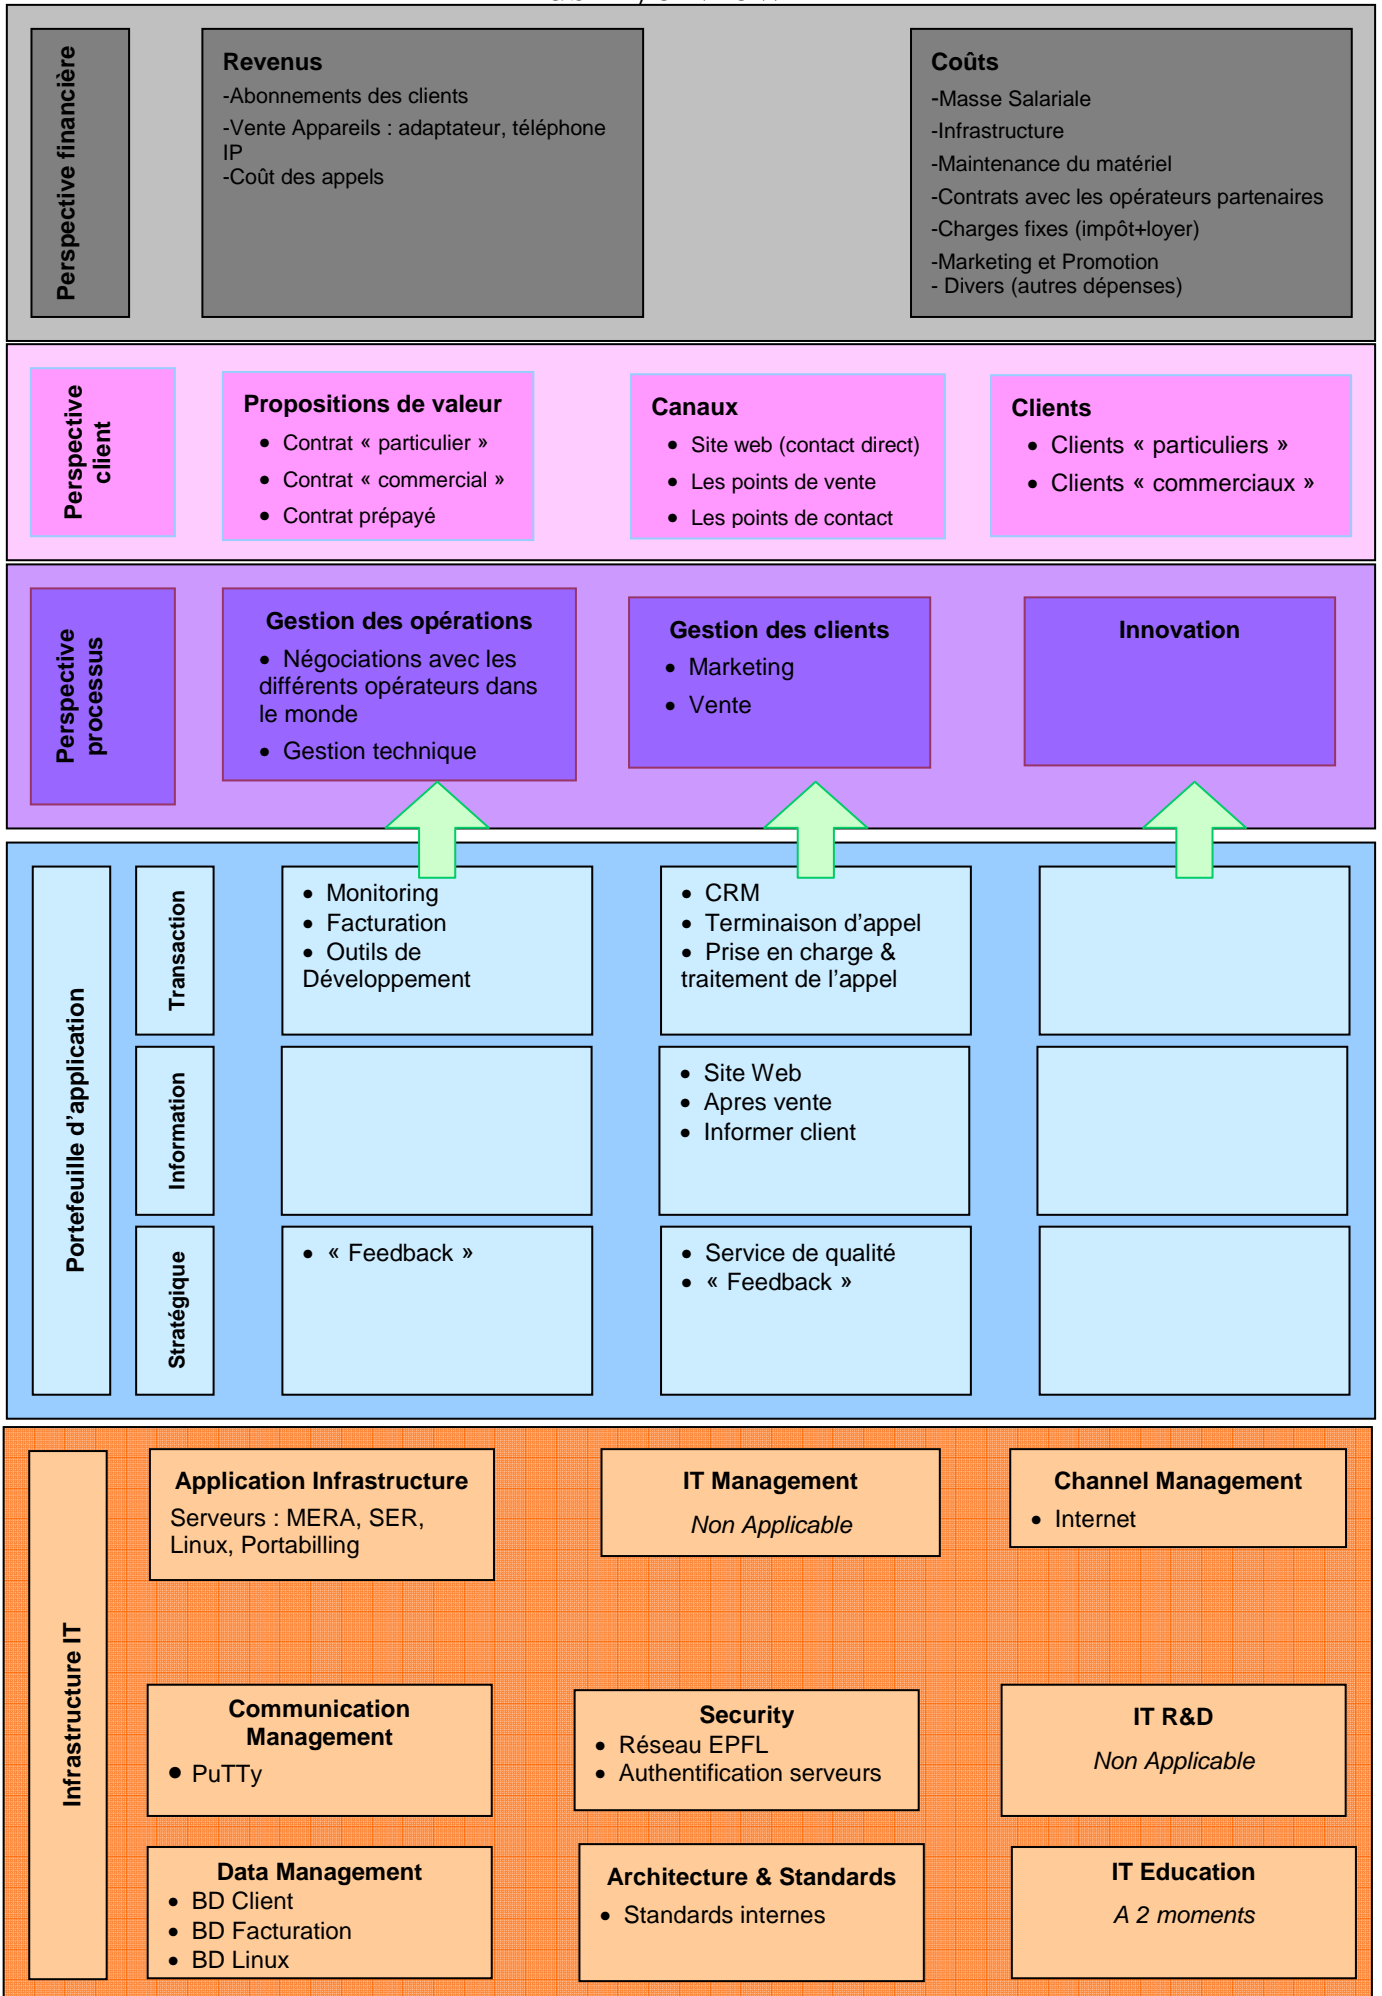 Perspective financière
Revenus
-Abonnements des clients
-Vente Appareils : adaptateur, téléphone
IP
-Coût des appels
Coûts
-Masse Salariale
-Infrastructure
-Maintenance du matériel
-Contrats avec les opérateurs partenaires
-Charges fixes (impôt+loyer)
-Marketing et Promotion
- Divers (autres dépenses)
Perspective
client
Propositions de valeur
• Contrat « particulier »
• Contrat « commercial »
• Contrat prépayé
Canaux
• Site web (contact direct)
• Les points de vente
• Les points de contact
Clients
• Clients « particuliers »
• Clients « commerciaux »
Perspective
processus
Gestion des opérations
• Négociations avec les
différents opérateurs dans
le monde
• Gestion technique
Gestion des clients
• Marketing
• Vente
Innovation
Portefeuille d'application
Transaction
• Monitoring
• Facturation
• Outils de
Développement
• CRM
• Terminaison d'appel
• Prise en charge &
traitement de l'appel
Information
• Site Web
• Apres vente
• Informer client
Stratégique
• « Feedback »
• Service de qualité
• « Feedback »
Infrastructure IT
Application Infrastructure
Serveurs : MERA, SER,
Linux, Portabilling
IT Management
Non Applicable
Channel Management
• Internet
Communication
Management
• PuTTy
Security
• Réseau EPFL
• Authentification serveurs
IT R&D
Non Applicable
Data Management
• BD Client
• BD Facturation
• BD Linux
Architecture & Standards
• Standards internes
IT Education
A 2 moments